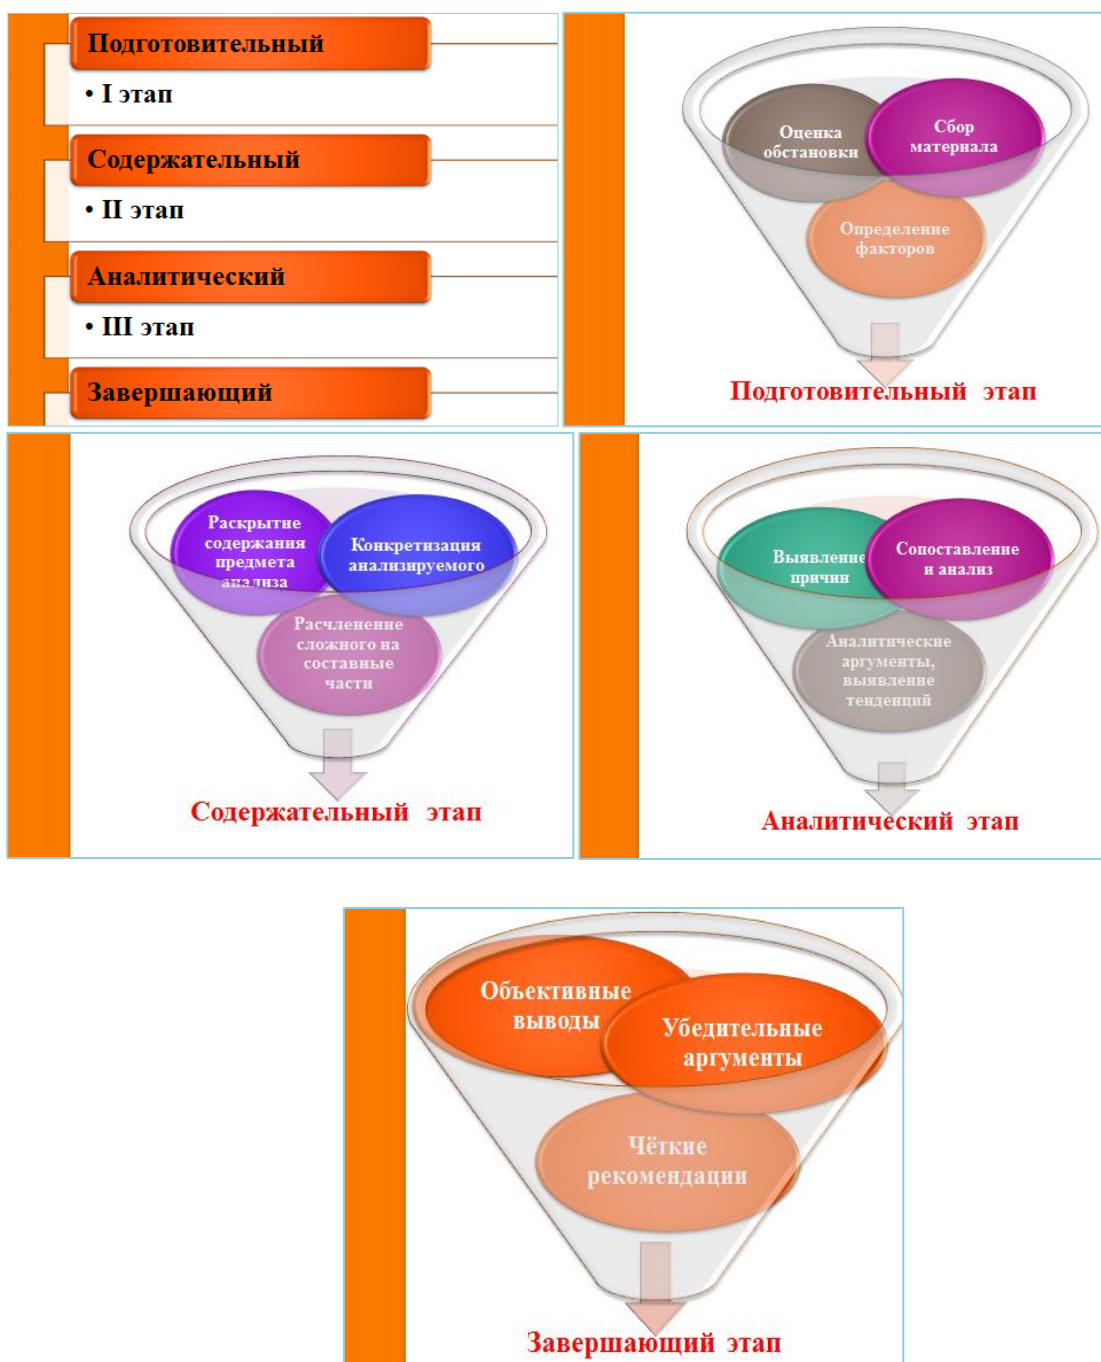 Подготовительный
• I этап
Содержательный
• II этап
Аналитический
• III этап
Завершающий
Оценка
обстановки
Сбор
материала
Определение
факторов
Подготовительный этап
Раскрытие
содержания
предмета
анализа
Конкретизация
анализируемого
Расчленение
сложного на
составные
части
Содержательный этап
Выявление
причин
Сопоставление
и анализ
Аналитические
аргументы,
выявление
тенденций
Аналитический этап
Объективные
выводы
Убедительные
аргументы
Чёткие
рекомендации
Завершающий этап